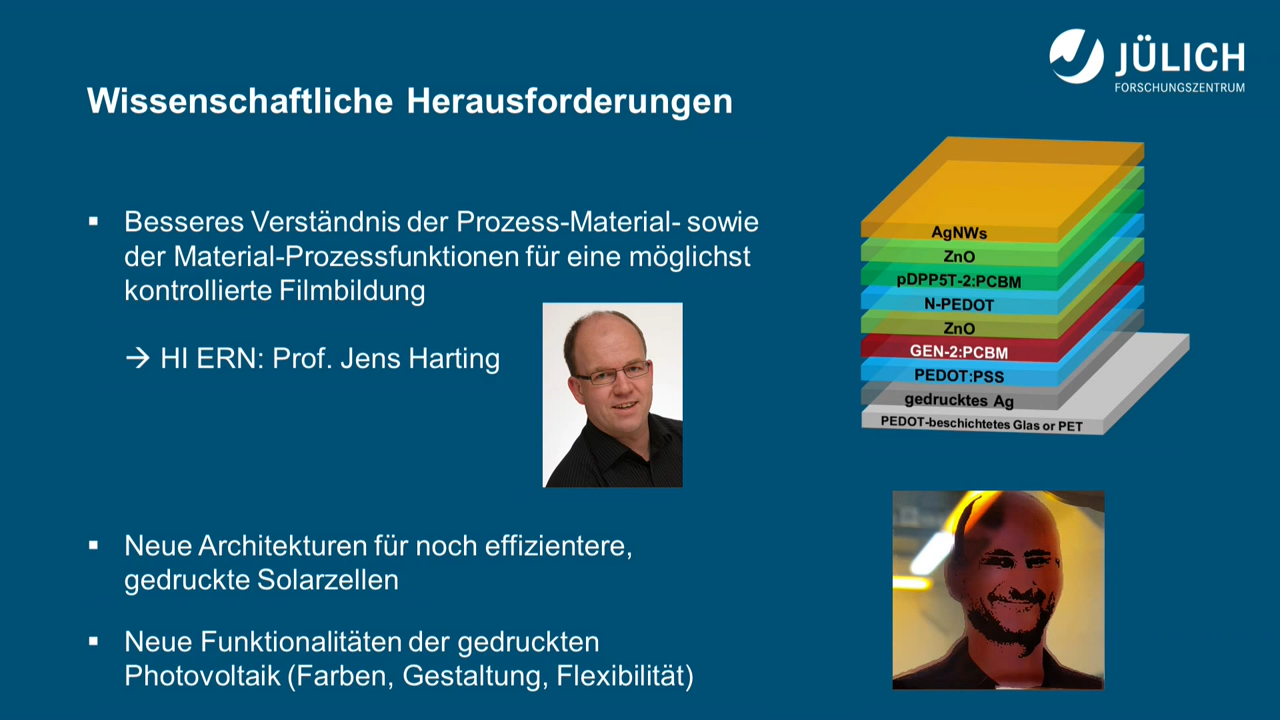 JÜLICH
FORSCHUNGSZENTRUM
Wissenschaftliche Herausforderungen
▪ Besseres Verständnis der Prozess-Material- sowie
der Material-Prozessfunktionen für eine möglichst
kontrollierte Filmbildung
→ HI ERN: Prof. Jens Harting
▪ Neue Architekturen für noch effizientere,
gedruckte Solarzellen
▪ Neue Funktionalitäten der gedruckten
Photovoltaik (Farben, Gestaltung, Flexibilität)
AgNWs
ZnO
pDPP5T-2:PCBM
N-PEDOT
ZnO
GEN-2:PCBM
PEDOT:PSS
gedrucktes Ag
PEDOT-beschichtetes Glas or PET